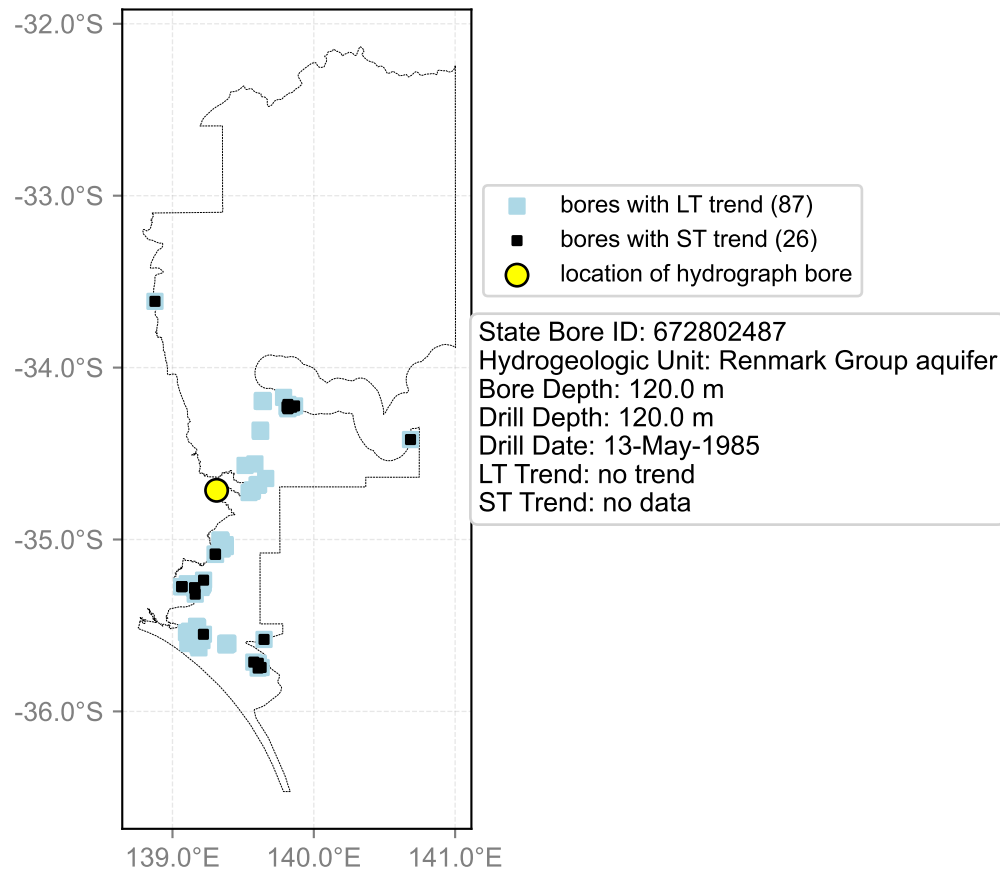 -32.0°S
-33.0°S
-34.0°S
-35.0°S
-36.0°S
139.0°E 140.0°E 141.0°E
bores with LT trend (87)
bores with ST trend (26)
location of hydrograph bore
State Bore ID: 672802487
Hydrogeologic Unit: Renmark Group aquifer
Bore Depth: 120.0 m
Drill Depth: 120.0 m
Drill Date: 13-May-1985
LT Trend: no trend
ST Trend: no data